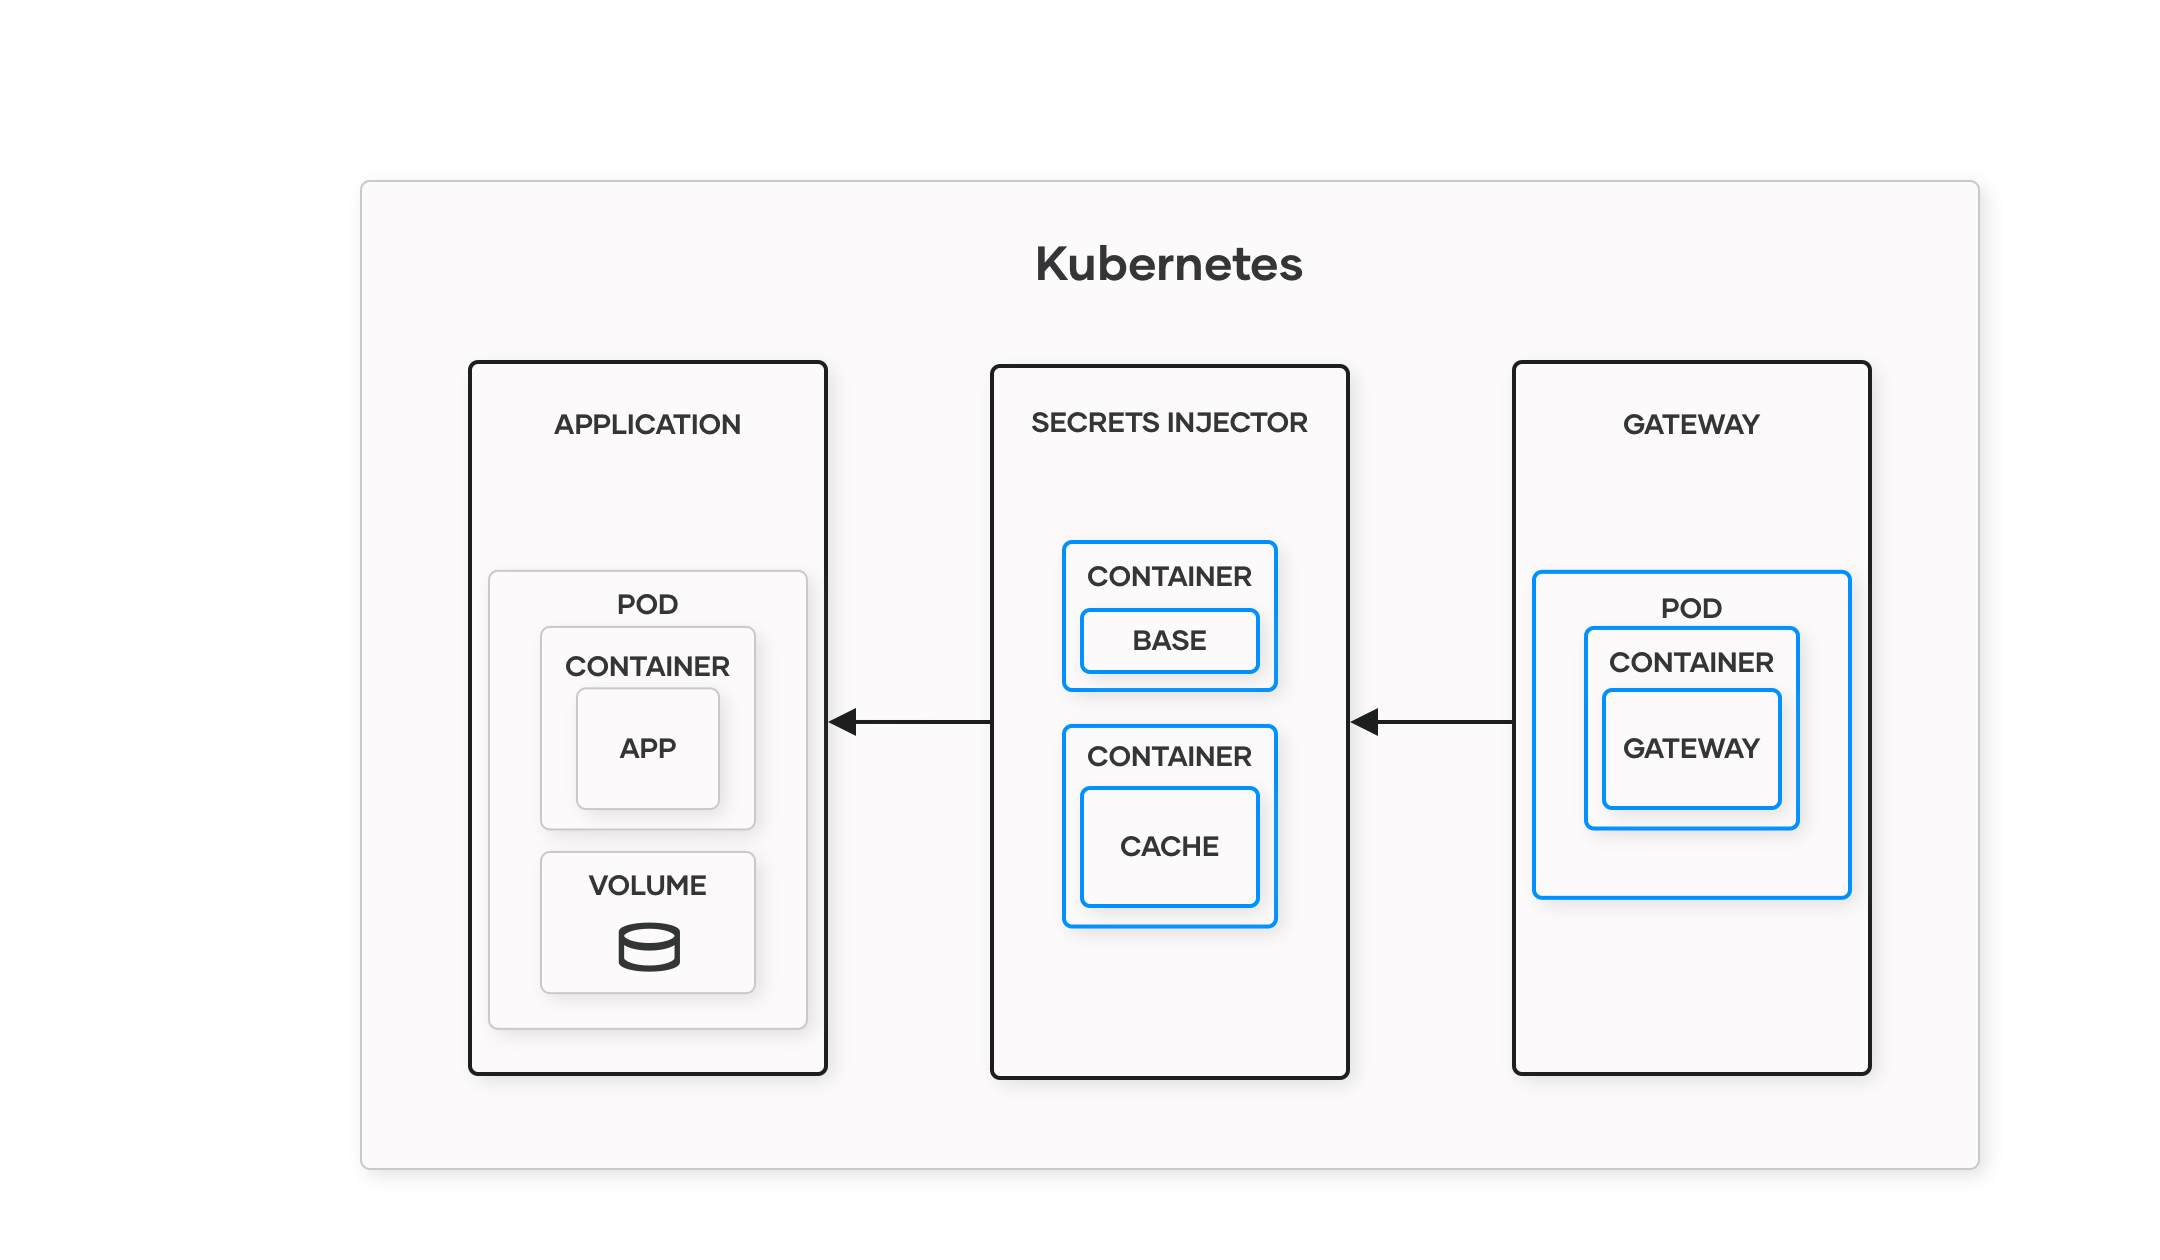 Kubernetes
APPLICATION
POD
CONTAINER
APP
VOLUME
SECRETS INJECTOR
CONTAINER
BASE
CONTAINER
CACHE
GATEWAY
POD
CONTAINER
GATEWAY